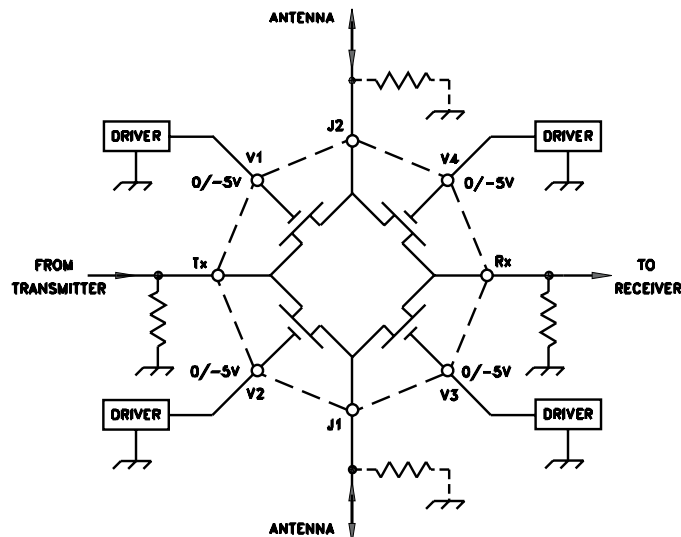 ANTENNA
J2
DRIVER
DRIVER
V1
V4
0/-5V
0/-5V
Tx
Rx
FROM
TRANSMITTER
TO
RECEIVER
0/-5V
0/-5V
V2
V3
DRIVER
DRIVER
J1
ANTENNA